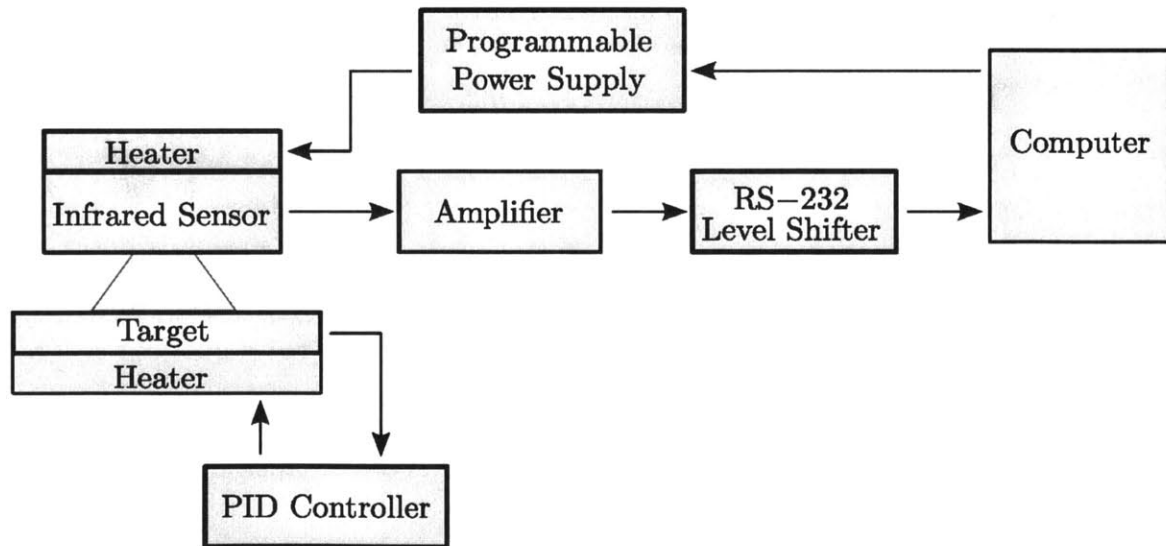 Programmable
Power Supply
Computer
Heater
Infrared Sensor
Amplifier
RS−232
Level Shifter
Target
Heater
PID Controller